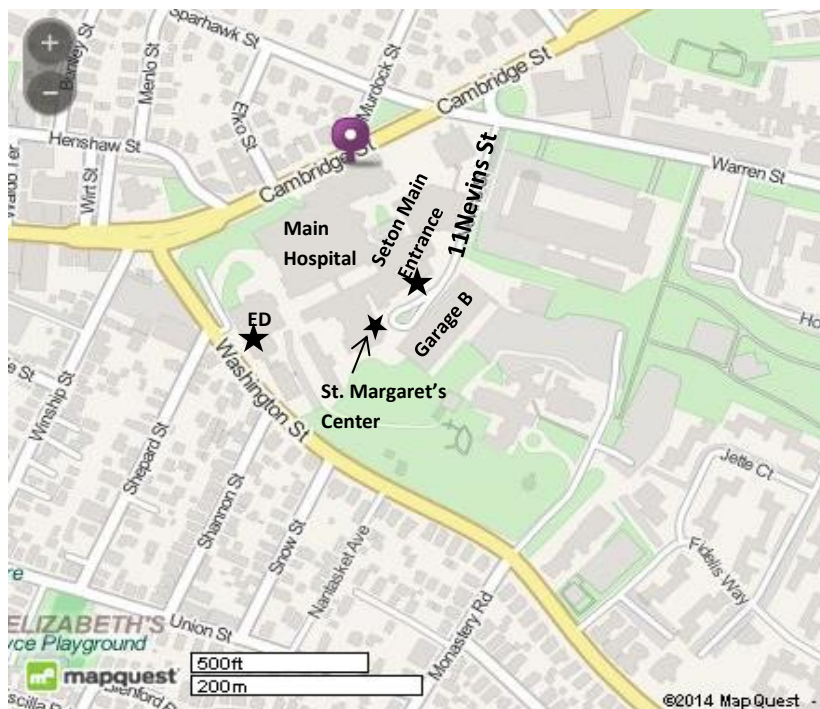 Sparhawk St
Bentley St
Menlo St
Elko St
Murdock St
Cambridge St
Henshaw St
Wirt St
Cambridge St
Warren St
11Nevins St
Main
Hospital
Seton Main
Entrance
ED
Garage B
St. Margaret's
Center
Washington St
Winship St
Shepard St
Shannon St
Snow St
Nantasket Ave
Union St
Monastery Rd
Jette Ct
Fidelis Way
ELIZABETH'S
yce Playground
mapquest
500ft
200m
©2014 MapQuest -